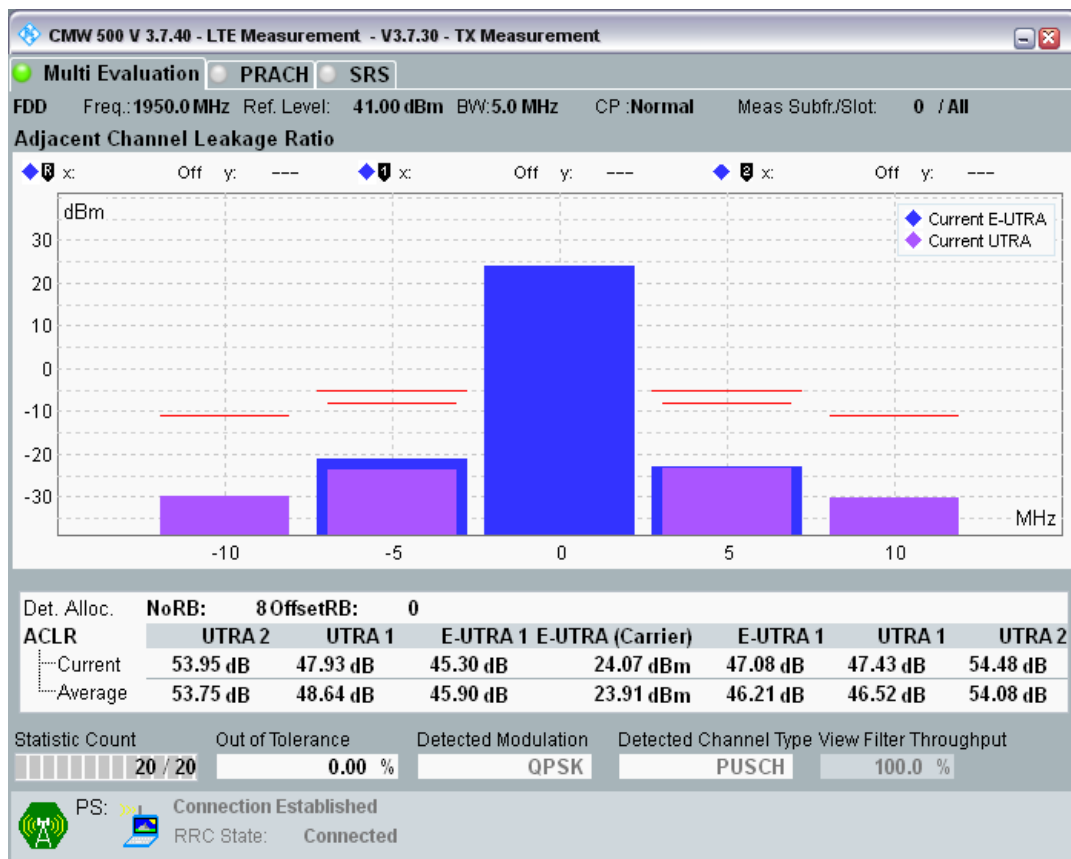 CMW 500 V 3.7.40 - LTE Measurement - V3.7.30 - TX Measurement
Multi Evaluation PRACH SRS
FDD Freq.: 1950.0 MHz Ref. Level: 41.00 dBm BW: 5.0 MHz CP :Normal Meas Subfr./Slot: 0 / All
Adjacent Channel Leakage Ratio
R x: Off y: --- 1 x: Off y: --- 2 x: Off y: ---
dBm
Current E-UTRA
Current UTRA
30
20
10
0
-10
-20
-30
MHz
-10 -5 0 5 10
Det. Alloc. NoRB: 8 OffsetRB: 0
ACLR UTRA 2 UTRA 1 E-UTRA 1 E-UTRA (Carrier) E-UTRA 1 UTRA 1 UTRA 2
Current 53.95 dB 47.93 dB 45.30 dB 24.07 dBm 47.08 dB 47.43 dB 54.48 dB
Average 53.75 dB 48.64 dB 45.90 dB 23.91 dBm 46.21 dB 46.52 dB 54.08 dB
Statistic Count Out of Tolerance Detected Modulation Detected Channel Type View Filter Throughput
20 / 20 0.00 % QPSK PUSCH 100.0 %
PS: Connection Established
RRC State: Connected